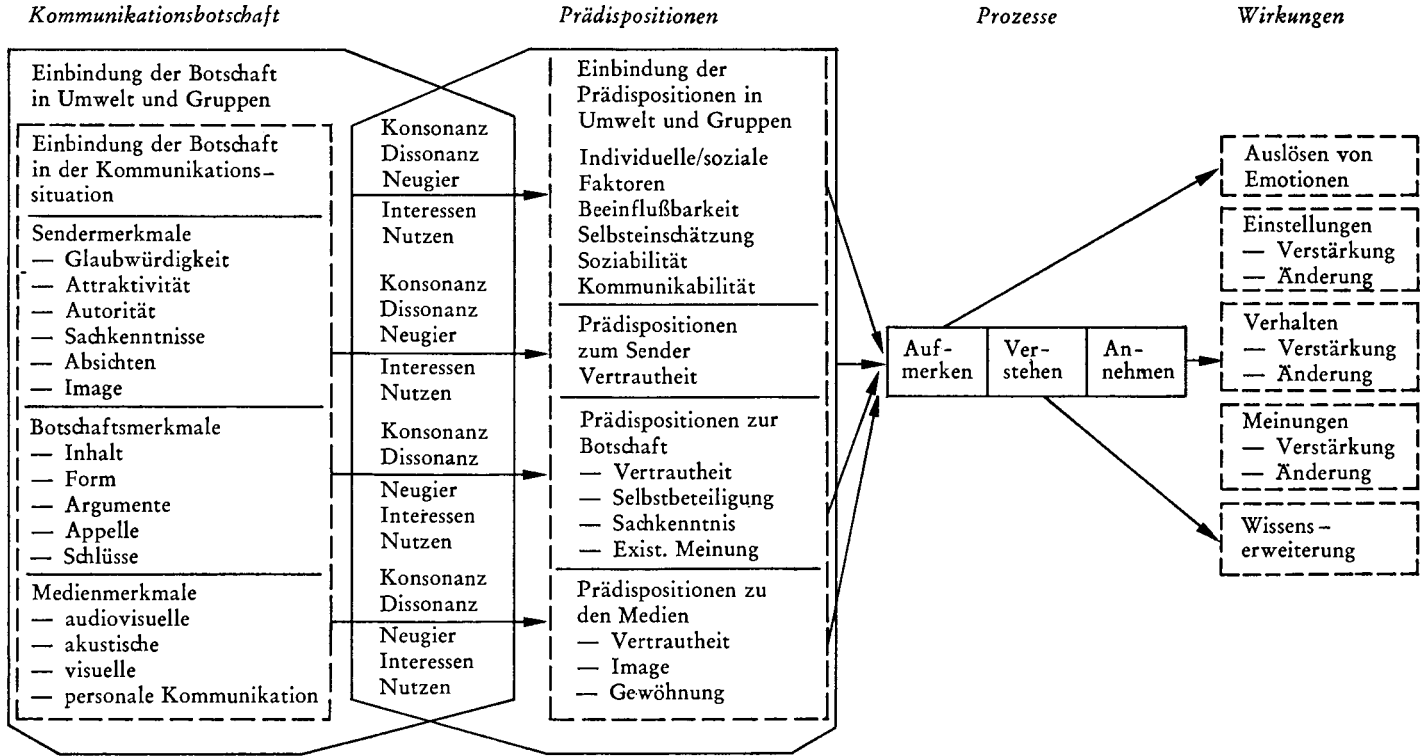 Kommunikationsbotschaft
Prädispositionen
Prozesse
Wirkungen
Einbindung der Botschaft
in Umwelt und Gruppen
Einbindung der Botschaft
in der Kommunikations–
situation
Sendermerkmale
— Glaubwürdigkeit
— Attraktivität
— Autorität
— Sachkenntnisse
— Absichten
— Image
Botschaftsmerkmale
— Inhalt
— Form
— Argumente
— Appelle
— Schlüsse
Medienmerkmale
— audiovisuelle
— akustische
— visuelle
— personale Kommunikation
Konsonanz
Dissonanz
Neugier
Interessen
Nutzen
Konsonanz
Dissonanz
Neugier
Interessen
Nutzen
Konsonanz
Dissonanz
Neugier
Interessen
Nutzen
Konsonanz
Dissonanz
Neugier
Interessen
Nutzen
Einbindung der
Prädispositionen in
Umwelt und Gruppen
Individuelle/soziale
Faktoren
Beeinflußbarkeit
Selbsteinschätzung
Soziabilität
Kommunikabilität
Prädispositionen
zum Sender
Vertrautheit
Prädispositionen zur
Botschaft
— Vertrautheit
— Selbstbeteiligung
— Sachkenntnis
— Exist. Meinung
Prädispositionen zu
den Medien
— Vertrautheit
— Image
— Gewöhnung
Auf-
merken
Ver-
stehen
An-
nehmen
Auslösen von
Emotionen
Einstellungen
— Verstärkung
— Änderung
Verhalten
— Verstärkung
— Änderung
Meinungen
— Verstärkung
— Änderung
Wissens–
erweiterung